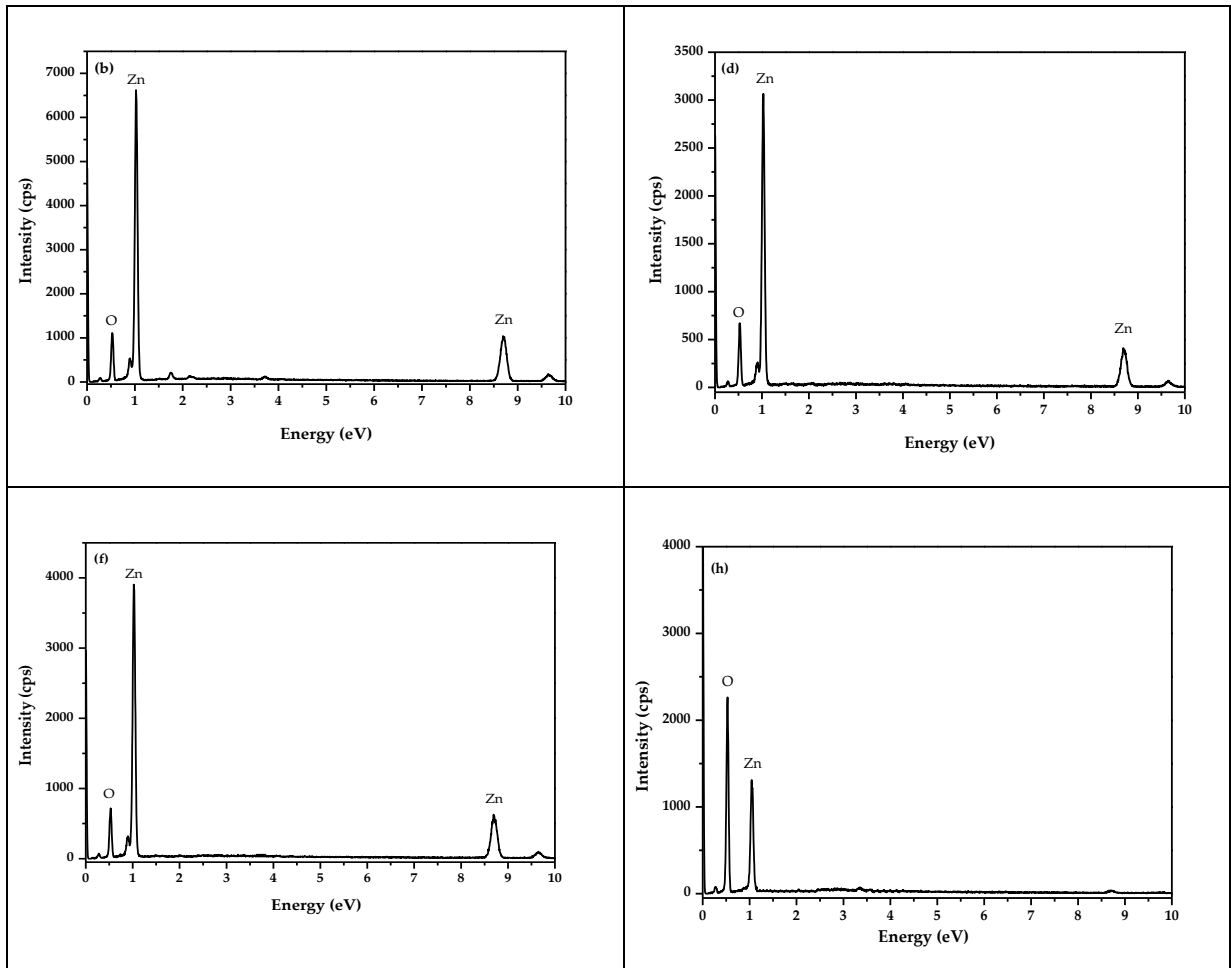 (b)
Zn
O
Zn
7000
6000
5000
4000
3000
2000
1000
0
Intensity (cps)
0 1 2 3 4 5 6 7 8 9 10
Energy (eV)
(d)
Zn
O
Zn
3500
3000
2500
2000
1500
1000
500
0
Intensity (cps)
0 1 2 3 4 5 6 7 8 9 10
Energy (eV)
(f)
Zn
O
Zn
4000
3000
2000
1000
0
Intensity (cps)
0 1 2 3 4 5 6 7 8 9 10
Energy (eV)
(h)
O
Zn
4000
3000
2000
1000
0
Intensity (cps)
0 1 2 3 4 5 6 7 8 9 10
Energy (eV)